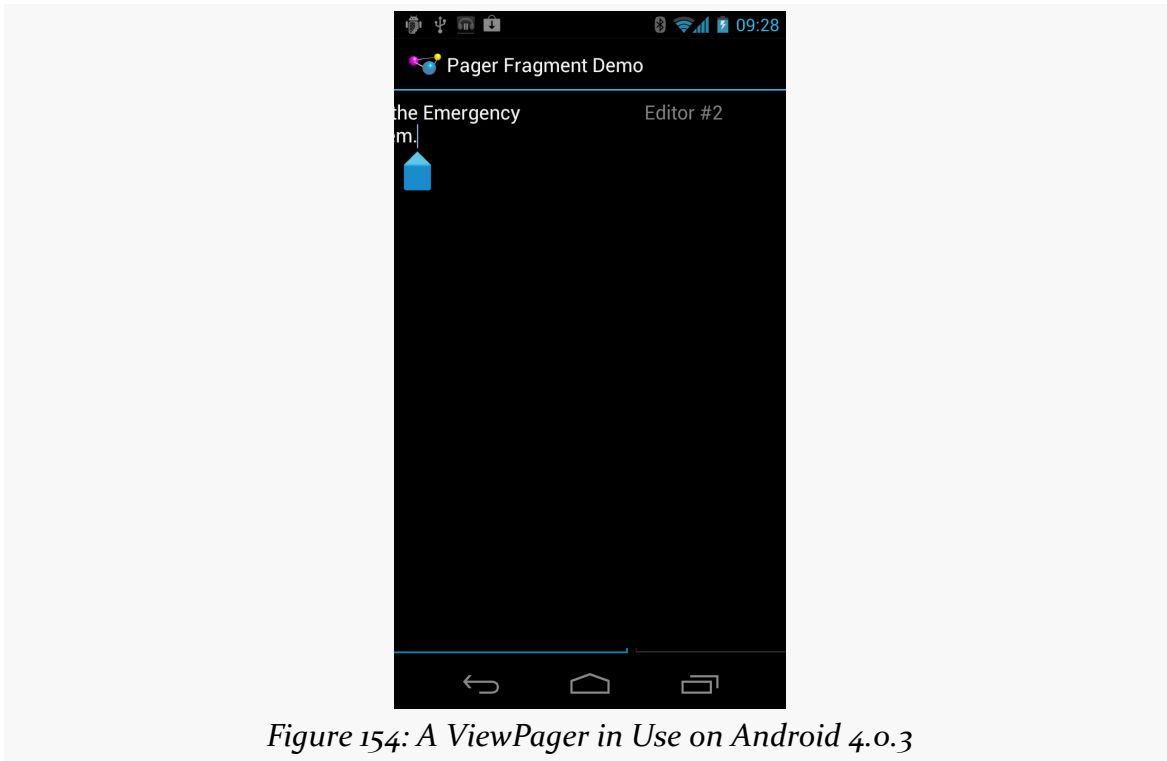 09:28
Pager Fragment Demo
the Emergency
Editor #2
em.
Figure 154: A ViewPager in Use on Android 4.0.3